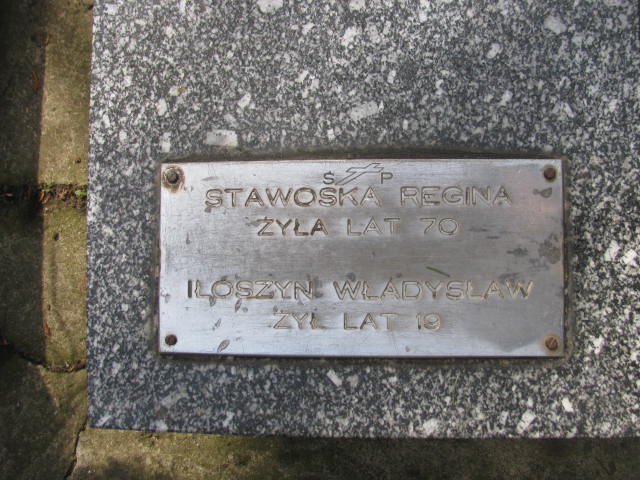 Ś P
STAWOSKA REGINA
ŻYŁA LAT 70
IŁOSZYN WŁADYSŁAW
ŻYŁ LAT 19